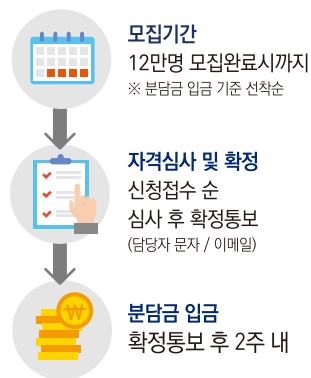 모집기간
12만명 모집완료시까지
※ 분담금 입금 기준 선착순
자격심사 및 확정
신청접수 순
심사 후 확정통보
(담당자 문자 / 이메일)
₩
분담금 입금
확정통보 후 2주 내